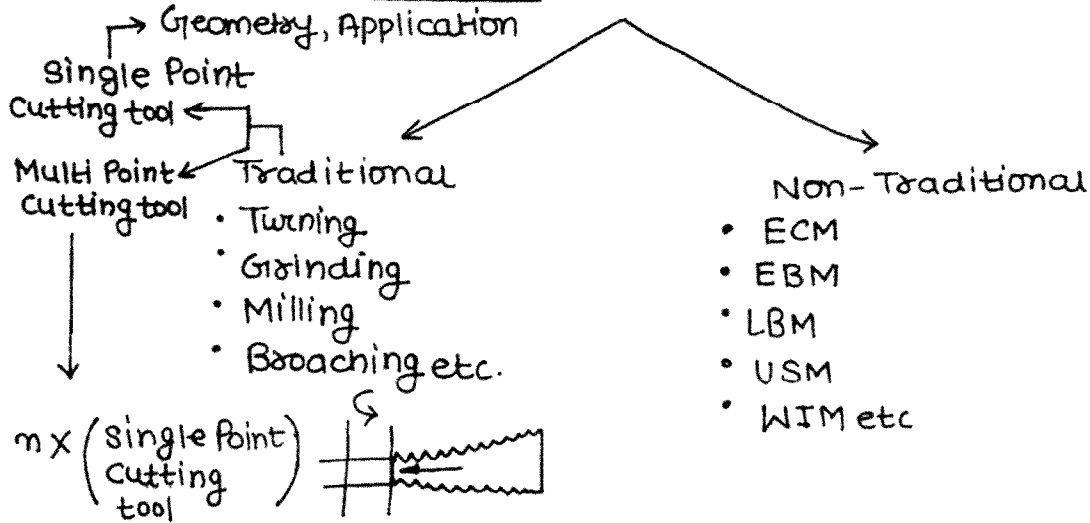 Geometry, Application
Single Point
Cutting tool
Multi Point
Cutting tool
Traditional
• Turning
• Grinding
• Milling
• Broaching etc.
n × (Single Point
Cutting
tool)
Non-Traditional
• ECM
• EBM
• LBM
• USM
• WIM etc